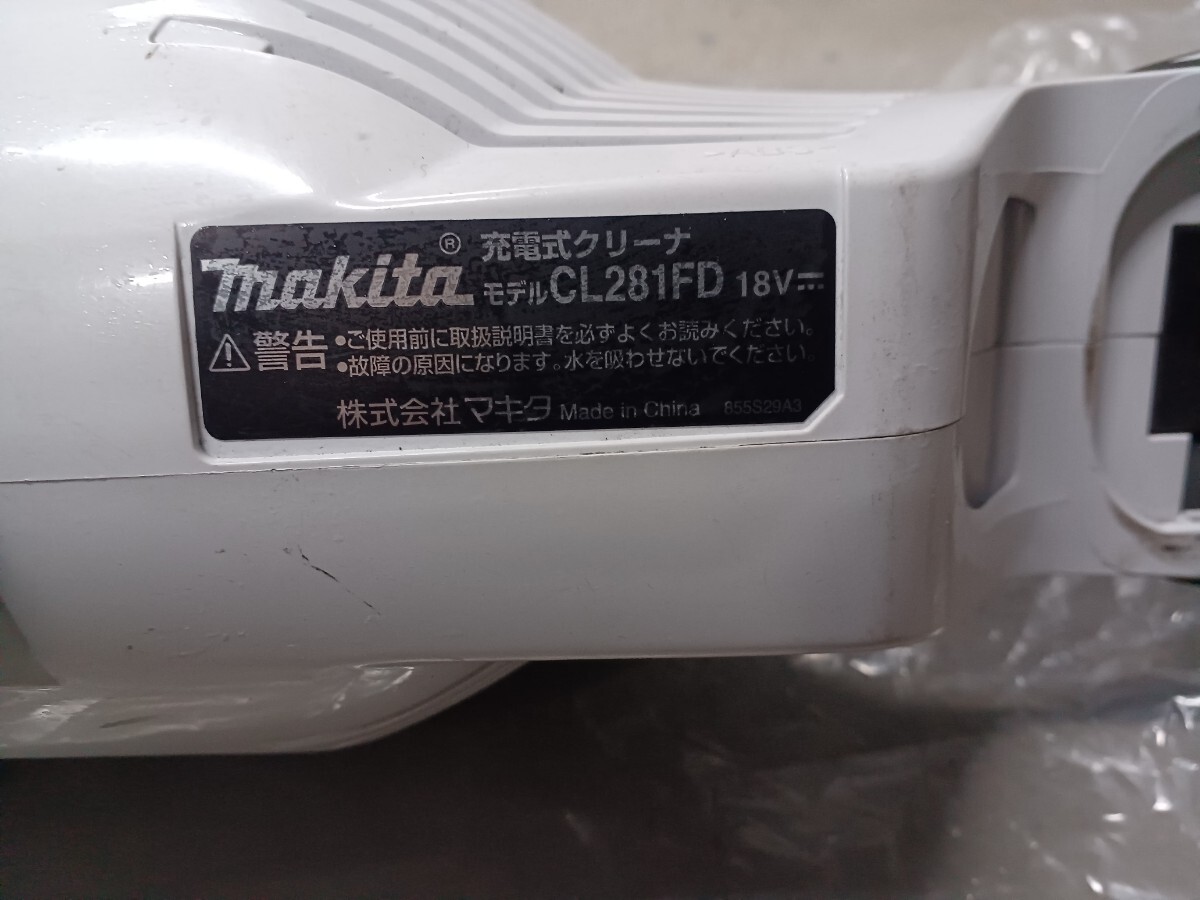 makita® 充電式クリーナ
モデルCL281FD 18V⎓
⚠警告 •ご使用前に取扱説明書を必ずよくお読みください。
•故障の原因になります。水を吸わせないでください。
株式会社マキタ Made in China 855S29A3